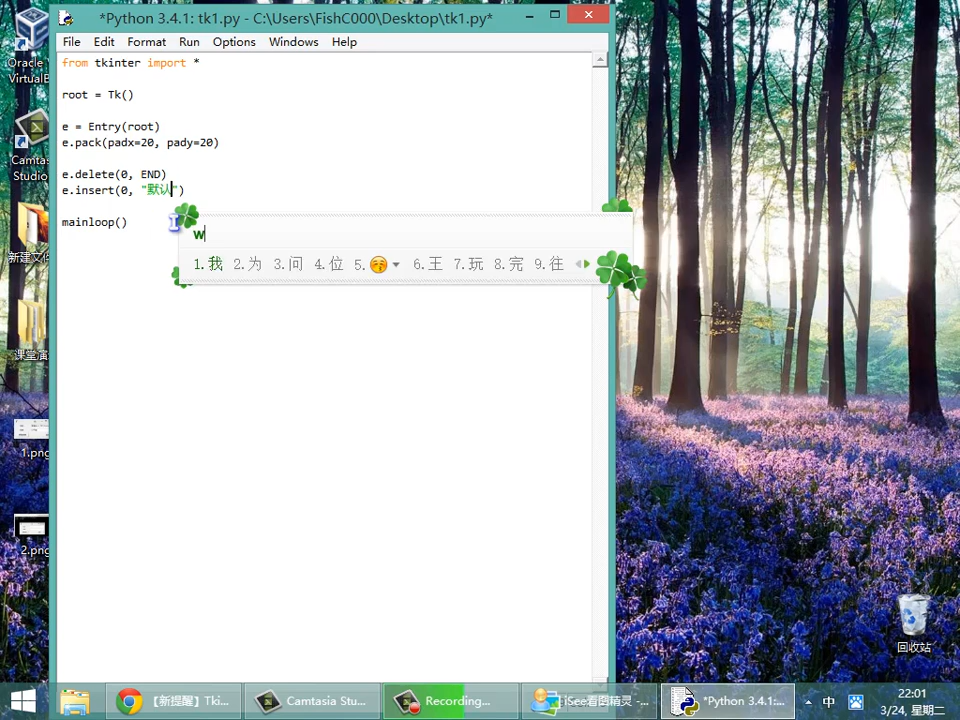 *Python 3.4.1: tk1.py - C:\Users\FishC000\Desktop\tk1.py*
File Edit Format Run Options Windows Help
from tkinter import *
root = Tk()
e = Entry(root)
e.pack(padx=20, pady=20)
e.delete(0, END)
e.insert(0, "默认")
mainloop()
w
1.我 2.为 3.问 4.位 5. 6.王 7.玩 8.完 9.往
Oracle
Camtas
Studio
新建文件
课堂演
1.png
2.png
回收站
【新提醒】Tki...
Camtasia Stu...
Recording...
iSee看图精灵 -...
*Python 3.4.1:...
中
22:01
3/24, 星期二